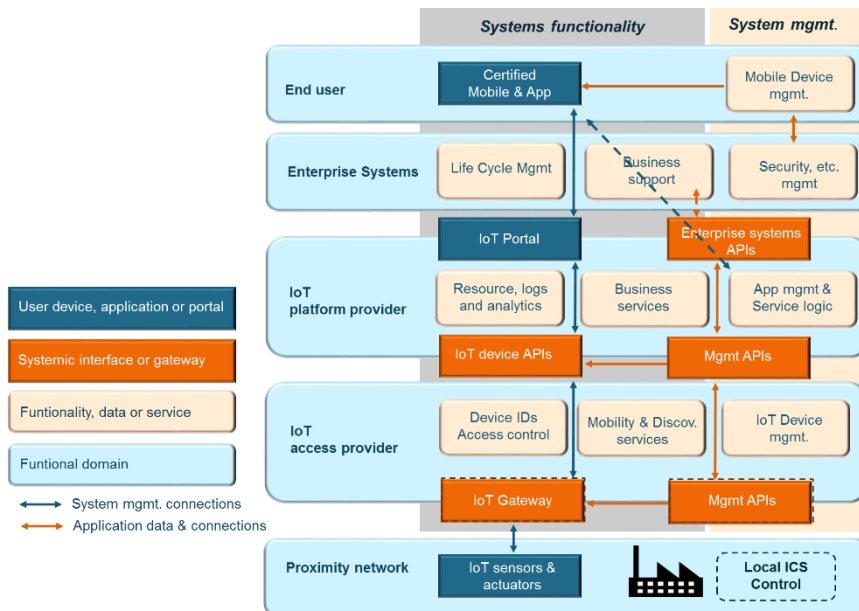 Systems functionality
System mgmt.
End user
Certified
Mobile & App
Mobile Device
mgmt.
Enterprise Systems
Life Cycle Mgmt
Business
support
Security, etc.
mgmt
IoT Portal
Enterprise systems
APIs
IoT
platform provider
Resource, logs
and analytics
Business
services
App mgmt &
Service logic
IoT device APIs
Mgmt APIs
IoT
access provider
Device IDs
Access control
Mobility & Discov.
services
IoT Device
mgmt.
IoT Gateway
Mgmt APIs
Proximity network
IoT sensors &
actuators
Local ICS
Control
User device, application or portal
Systemic interface or gateway
Funtionality, data or service
Funtional domain
System mgmt. connections
Application data & connections